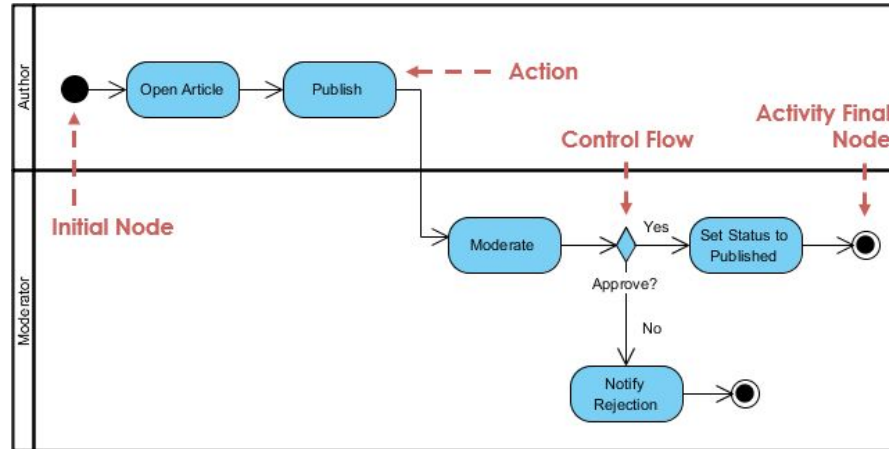 Author
Open Article
Publish
Action
Control Flow
Activity Final
Node
Initial Node
Moderator
Moderate
Yes
Set Status to
Published
Approve?
No
Notify
Rejection